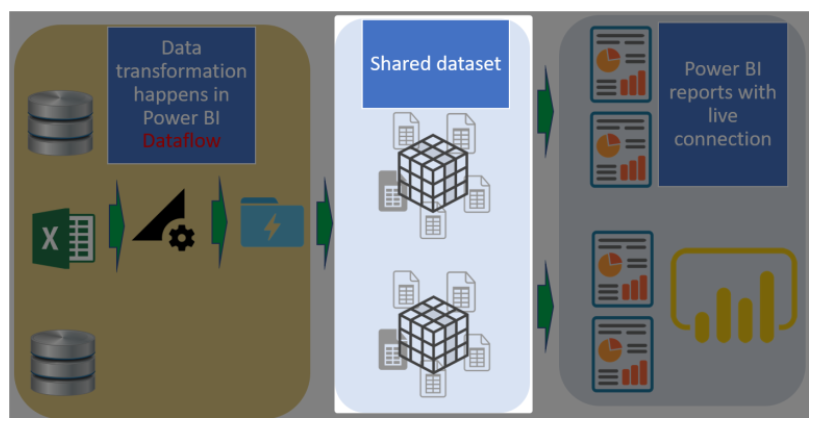 Data
transformation
happens in
Power BI
Dataflow
Shared dataset
Power BI
reports with
live
connection
X